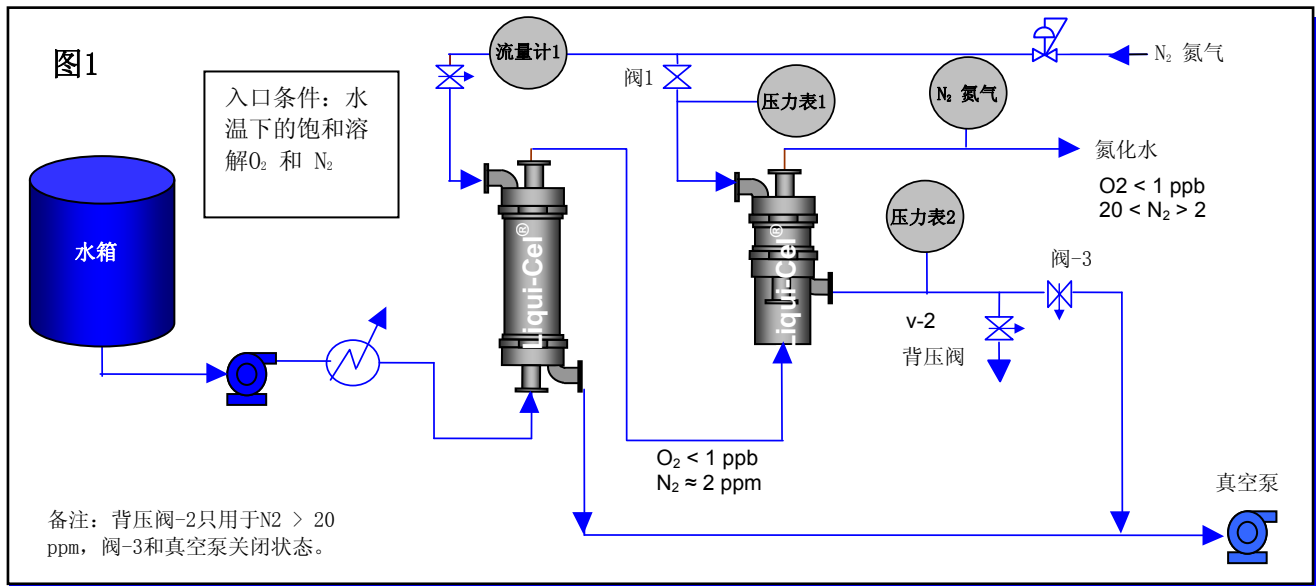 图1
入口条件：水
温下的饱和溶
解O₂ 和 N₂
水箱
流量计1
阀1
压力表1
N₂ 氮气
N₂ 氮气
氮化水
O2 < 1 ppb
20 < N₂ > 2
压力表2
阀-3
v-2
背压阀
Liqui-Cel®
Liqui-Cel®
O₂ < 1 ppb
N₂ ≈ 2 ppm
真空泵
备注：背压阀-2只用于N2 > 20
ppm，阀-3和真空泵关闭状态。